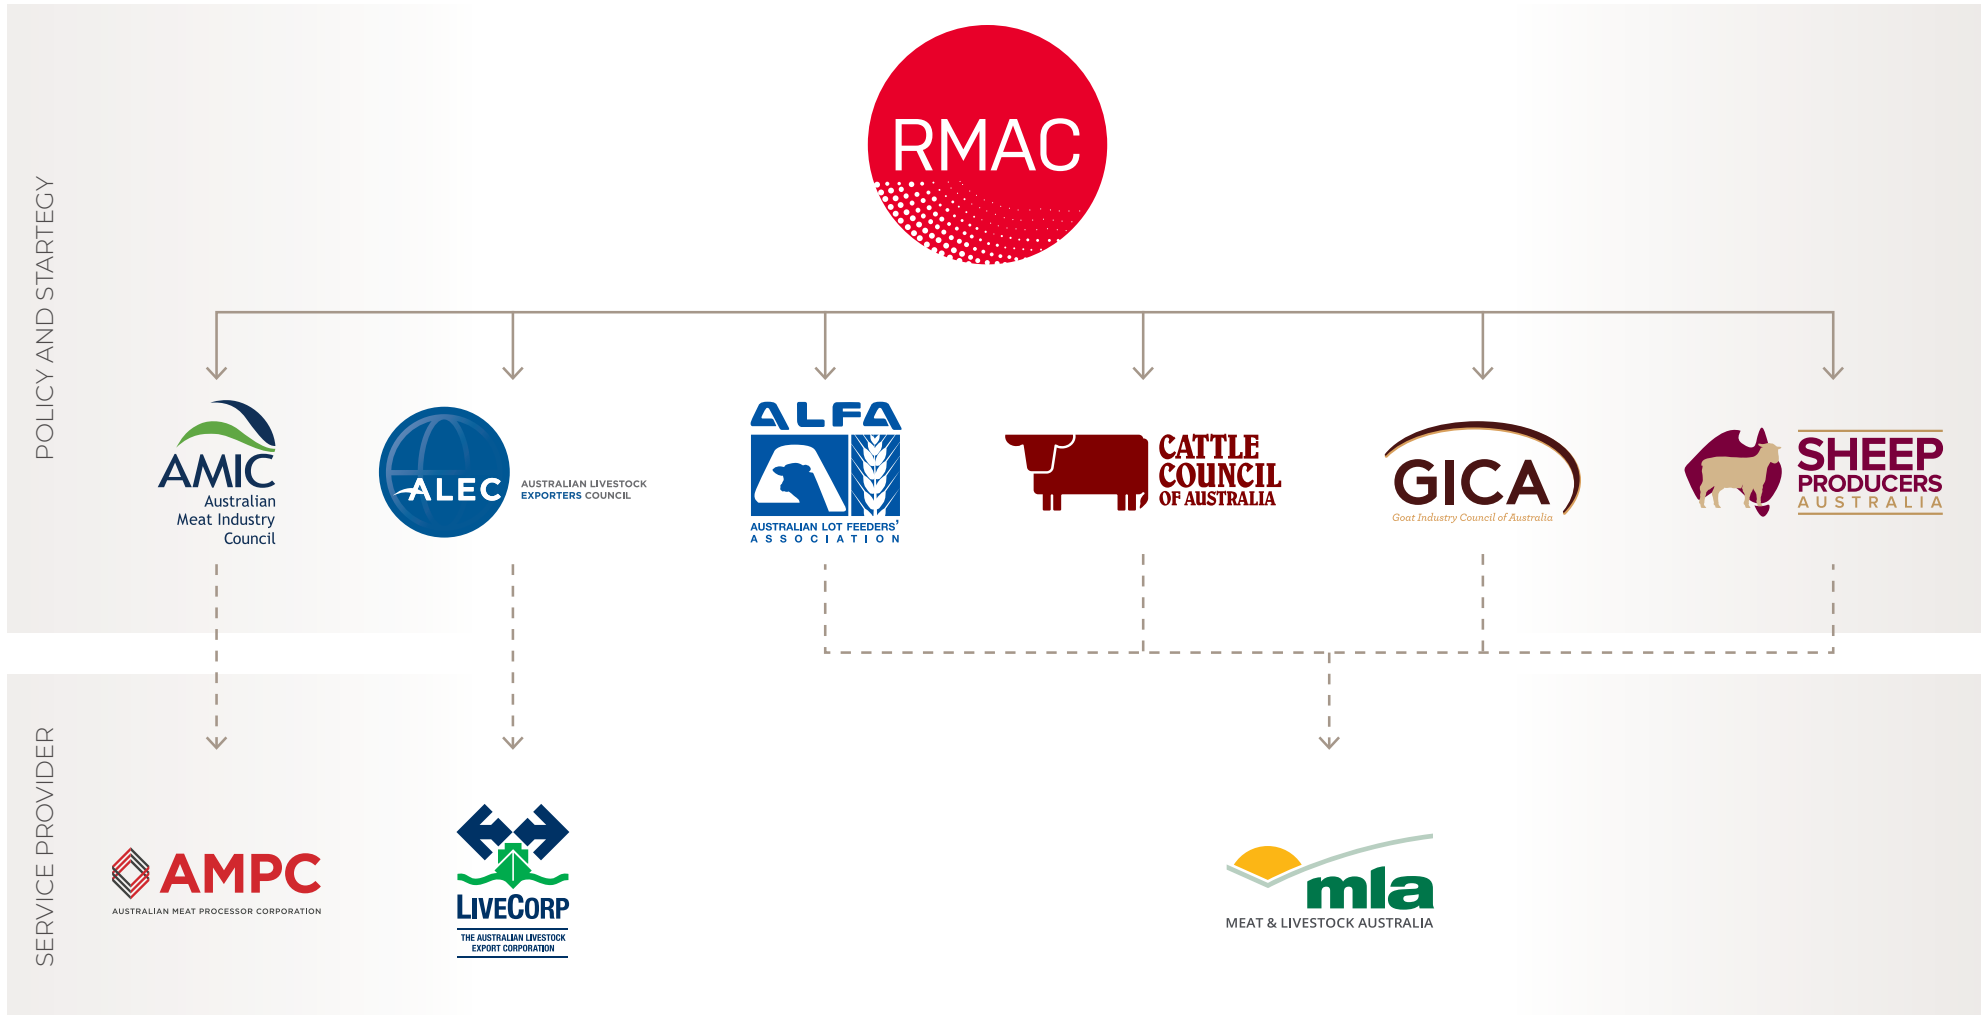 RMAC
POLICY AND STARTEGY
AMIC
Australian
Meat Industry
Council
ALEC
AUSTRALIAN LIVESTOCK
EXPORTERS COUNCIL
ALFA
AUSTRALIAN LOT FEEDERS'
ASSOCIATION
CATTLE
COUNCIL
OF AUSTRALIA
GICA
Goat Industry Council of Australia
SHEEP
PRODUCERS
AUSTRALIA
SERVICE PROVIDER
AMPC
AUSTRALIAN MEAT PROCESSOR CORPORATION
LIVECORP
THE AUSTRALIAN LIVESTOCK
EXPORT CORPORATION
mla
MEAT & LIVESTOCK AUSTRALIA